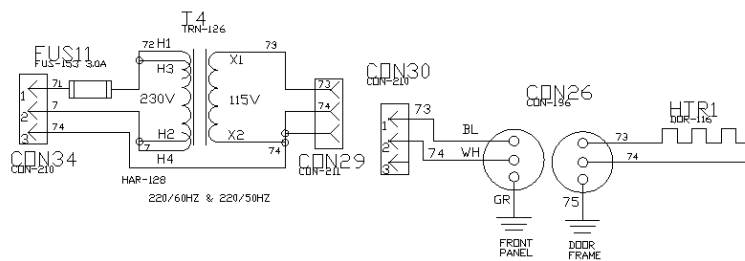 T4
TRN-126
FUS11
FUS-153 3.0A
72 H1
73
H3
X1
71
230V
115V
1
7
2
74
3
H2
X2
7
H4
74
CON34
CON-210
HAR-128
220/60HZ & 220/50HZ
73
74
CON29
CON-211
CON30
CON-210
73
1
2
74
3
BL
WH
GR
CON26
CON-196
75
HTR1
DOR-116
73
74
FRONT
PANEL
DOOR
FRAME